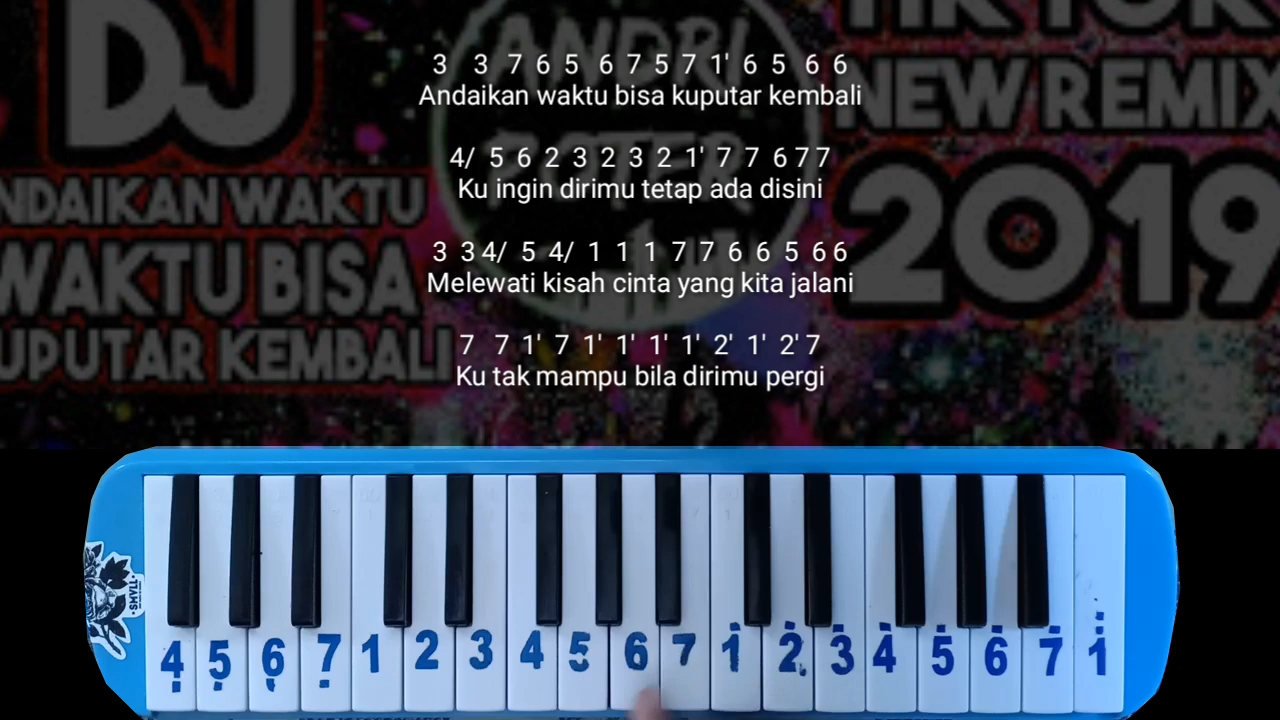 DJ
ANDRI
TIKTOK
NEW REMIX
2019
NDAIKAN WAKTU
WAKTU BISA
UPUTAR KEMBALI
3 3 7 6 5 6 7 5 7 1' 6 5 6 6
Andaikan waktu bisa kuputar kembali
4/ 5 6 2 3 2 3 2 1' 7 7 6 7 7
Ku ingin dirimu tetap ada disini
3 3 4/ 5 4/ 1 1 1 7 7 6 6 5 6 6
Melewati kisah cinta yang kita jalani
7 7 1' 7 1' 1' 1' 1' 2' 1' 2' 7
Ku tak mampu bila dirimu pergi
4̣ 5̣ 6̣ 7̣ 1 2 3 4 5 6 7 1̇ 2̇ 3̇ 4̇ 5̇ 6̇ 7̇ 1̈